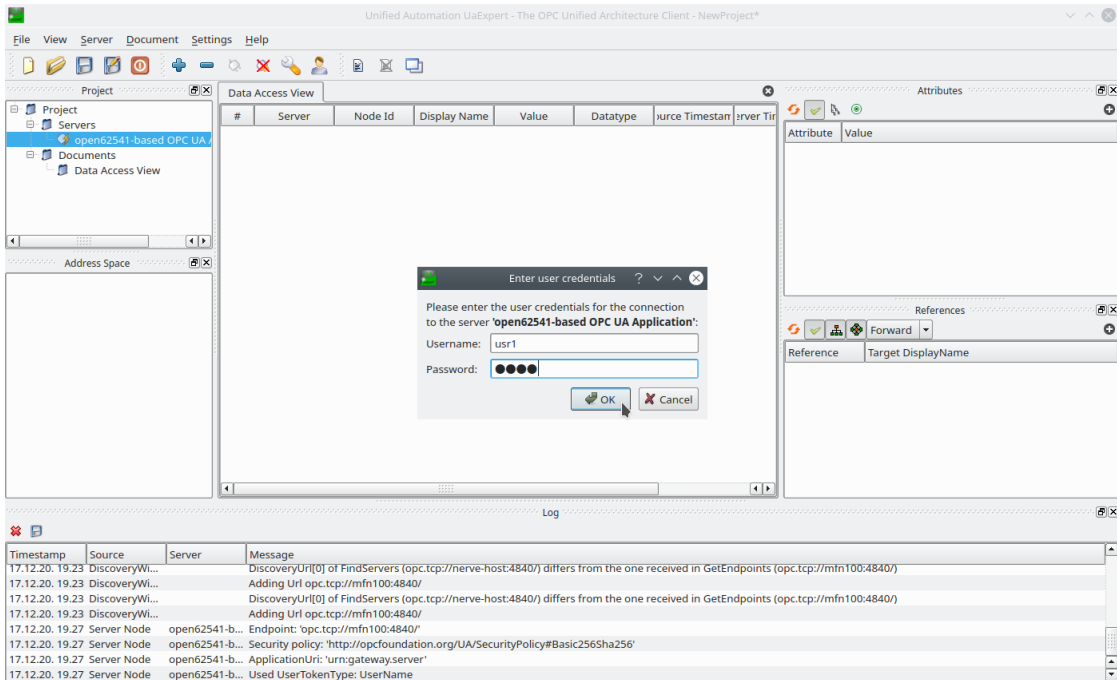 Unified Automation UaExpert - The OPC Unified Architecture Client - NewProject*
File View Server Document Settings Help
Project
Project
Servers
open62541-based OPC UA
Documents
Data Access View
Address Space
Data Access View
# Server Node Id Display Name Value Datatype
Attributes
Attribute Value
References
Forward
Reference Target DisplayName
Enter user credentials
Please enter the user credentials for the connection
to the server 'open62541-based OPC UA Application':
Username: usr1
Password: ●●●●
OK Cancel
Log
Timestamp Source Server Message
17.12.20. 19.23 DiscoveryWi... DiscoveryUrl[0] of FindServers (opc.tcp://nerve-host:4840/) differs from the one received in GetEndpoints (opc.tcp://mfn100:4840/)
17.12.20. 19.23 DiscoveryWi... Adding Url opc.tcp://mfn100:4840/
17.12.20. 19.23 DiscoveryWi... DiscoveryUrl[0] of FindServers (opc.tcp://nerve-host:4840/) differs from the one received in GetEndpoints (opc.tcp://mfn100:4840/)
17.12.20. 19.23 DiscoveryWi... Adding Url opc.tcp://mfn100:4840/
17.12.20. 19.27 Server Node open62541-b... Endpoint: 'opc.tcp://mfn100:4840/'
17.12.20. 19.27 Server Node open62541-b... Security policy: 'http://opcfoundation.org/UA/SecurityPolicy#Basic256Sha256'
17.12.20. 19.27 Server Node open62541-b... ApplicationUri: 'urn:gateway.server'
17.12.20. 19.27 Server Node open62541-b... Used UserTokenType: UserName